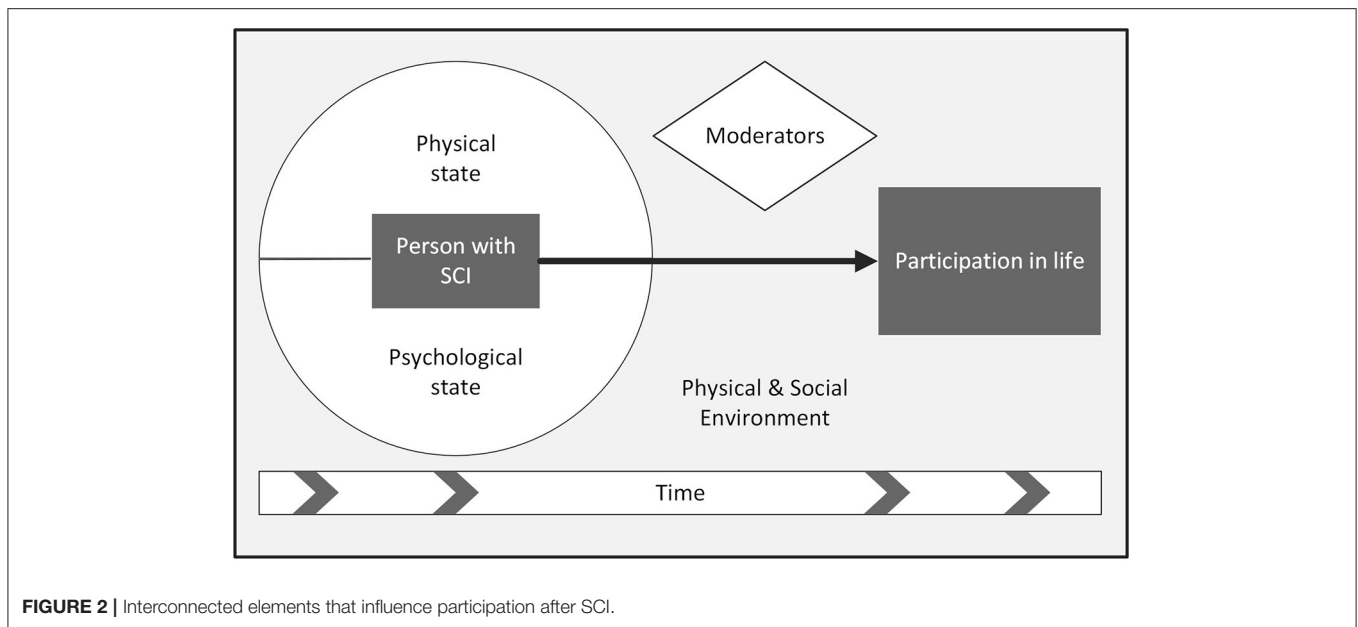 Physical
state
Moderators
Person with
SCI
Participation in life
Psychological
state
Physical & Social
Environment
Time
FIGURE 2 | Interconnected elements that influence participation after SCI.